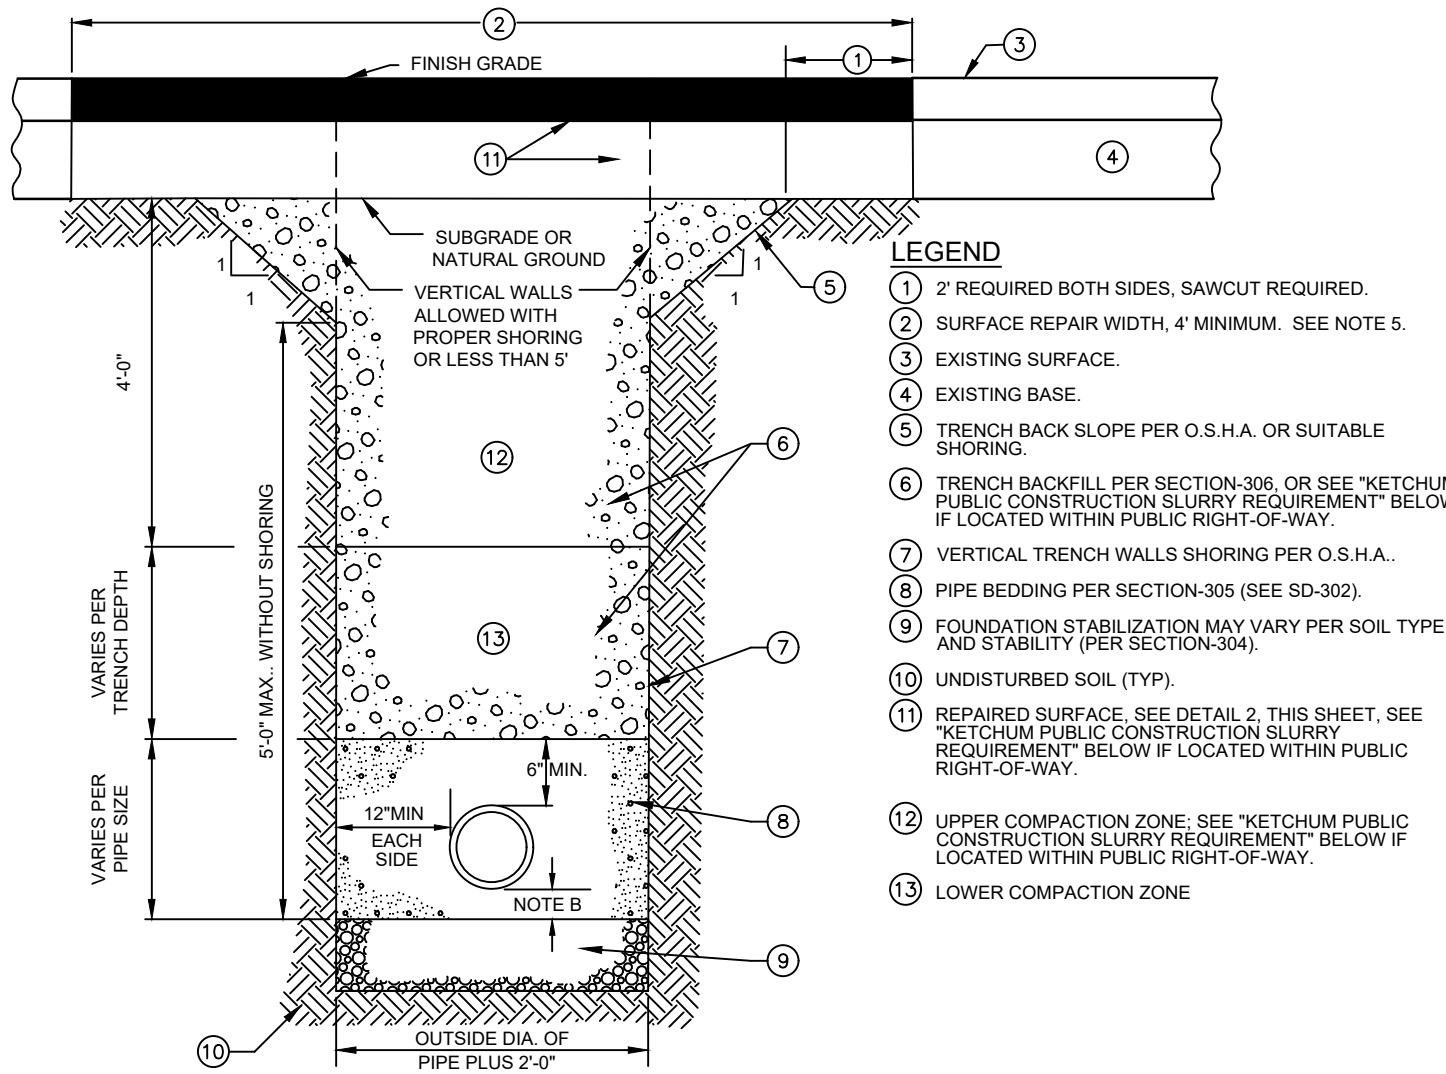 2
FINISH GRADE
1
3
11
4
SUBGRADE OR
NATURAL GROUND
VERTICAL WALLS
ALLOWED WITH
PROPER SHORING
OR LESS THAN 5'
1
1
1
1
5
4'-0"
5'-0" MAX.. WITHOUT SHORING
12
6
VARIES PER
TRENCH DEPTH
13
7
VARIES PER
PIPE SIZE
6" MIN.
12"MIN
EACH
SIDE
8
NOTE B
9
10
OUTSIDE DIA. OF
PIPE PLUS 2'-0"
LEGEND
1 2' REQUIRED BOTH SIDES, SAWCUT REQUIRED.
2 SURFACE REPAIR WIDTH, 4' MINIMUM. SEE NOTE 5.
3 EXISTING SURFACE.
4 EXISTING BASE.
5 TRENCH BACK SLOPE PER O.S.H.A. OR SUITABLE
SHORING.
6 TRENCH BACKFILL PER SECTION-306, OR SEE "KETCHUM
PUBLIC CONSTRUCTION SLURRY REQUIREMENT" BELOW
IF LOCATED WITHIN PUBLIC RIGHT-OF-WAY.
7 VERTICAL TRENCH WALLS SHORING PER O.S.H.A..
8 PIPE BEDDING PER SECTION-305 (SEE SD-302).
9 FOUNDATION STABILIZATION MAY VARY PER SOIL TYPE
AND STABILITY (PER SECTION-304).
10 UNDISTURBED SOIL (TYP).
11 REPAIRED SURFACE, SEE DETAIL 2, THIS SHEET, SEE
"KETCHUM PUBLIC CONSTRUCTION SLURRY
REQUIREMENT" BELOW IF LOCATED WITHIN PUBLIC
RIGHT-OF-WAY.
12 UPPER COMPACTION ZONE; SEE "KETCHUM PUBLIC
CONSTRUCTION SLURRY REQUIREMENT" BELOW IF
LOCATED WITHIN PUBLIC RIGHT-OF-WAY.
13 LOWER COMPACTION ZONE